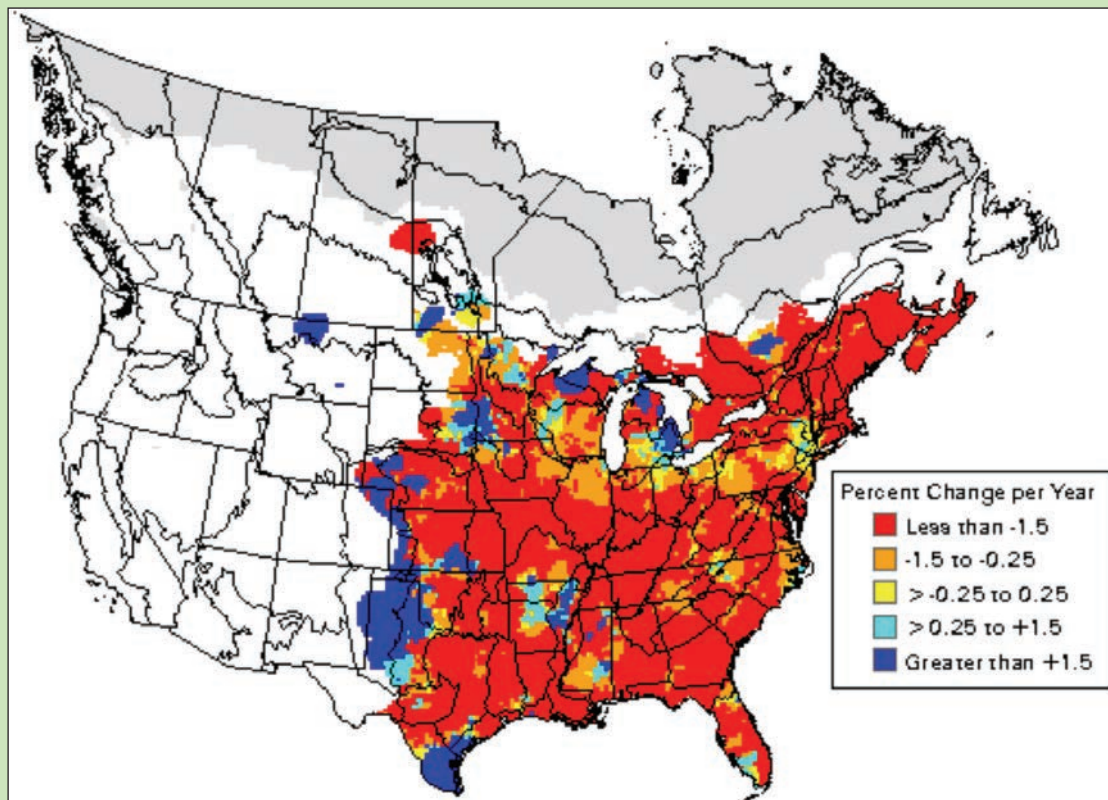 Percent Change per Year
Less than -1.5
-1.5 to -0.25
> -0.25 to 0.25
> 0.25 to +1.5
Greater than +1.5